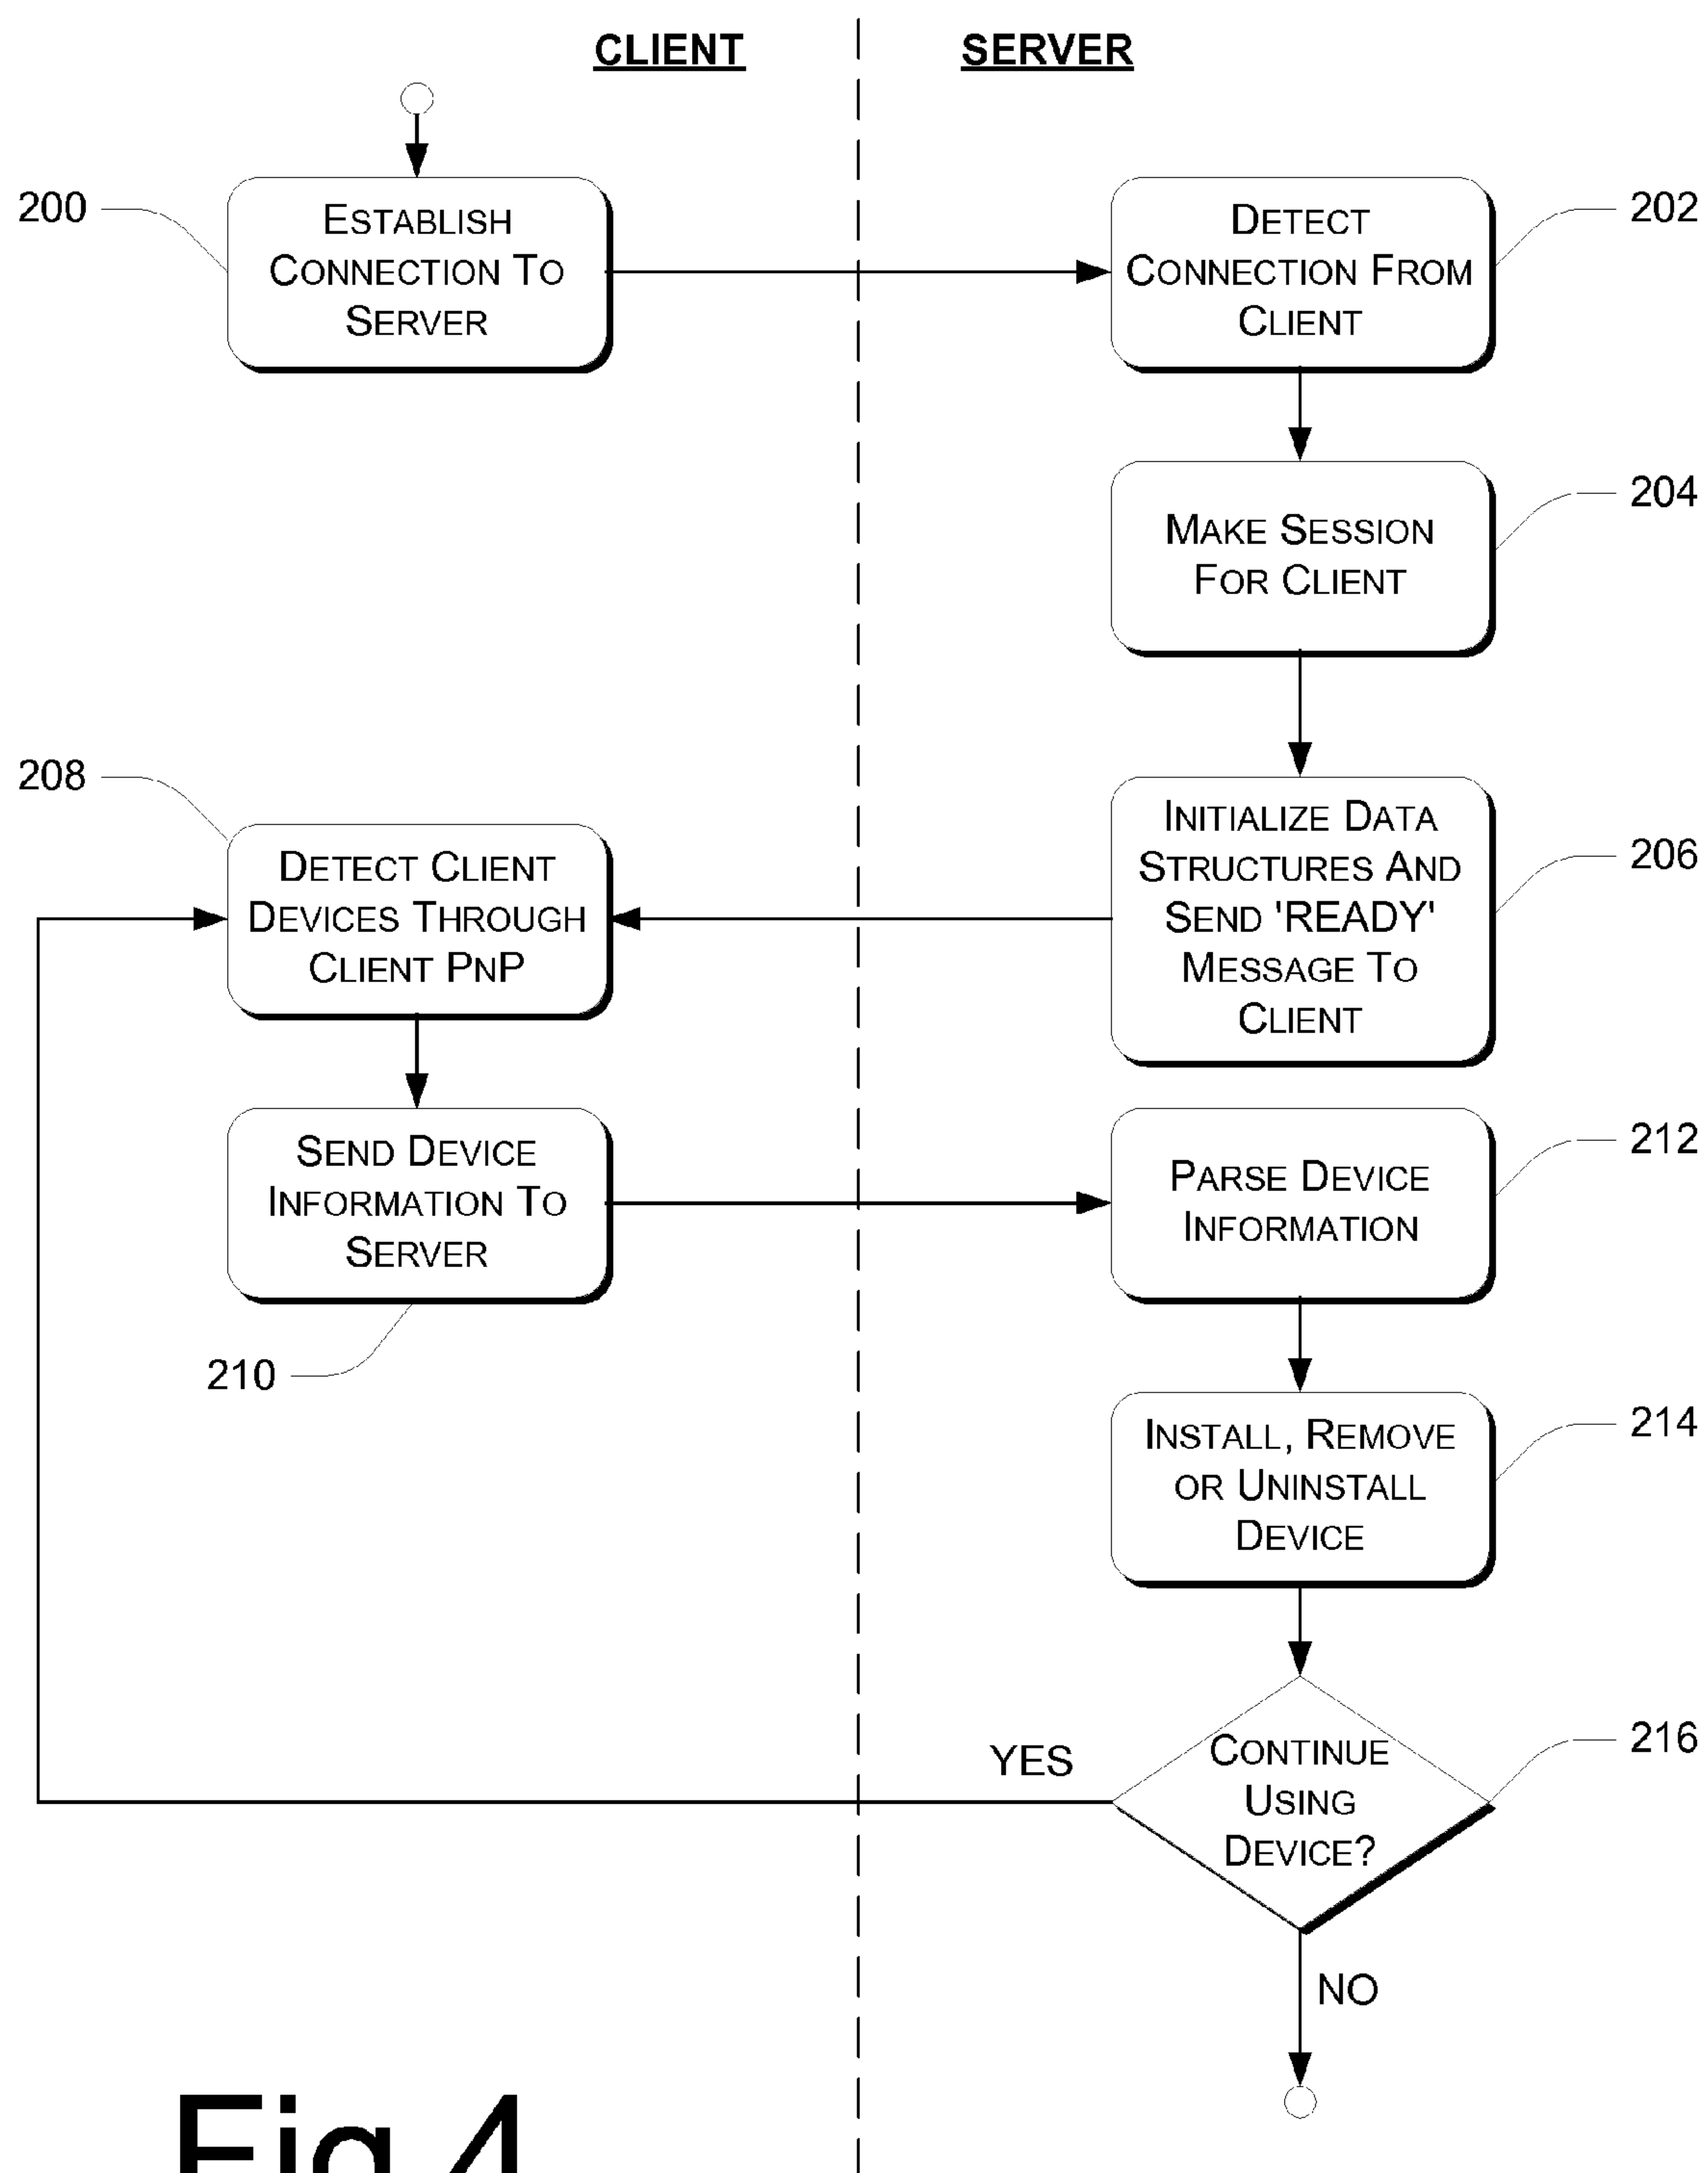 CLIENT
SERVER
200
ESTABLISH
CONNECTION TO
SERVER
DETECT
CONNECTION FROM
CLIENT
202
MAKE SESSION
FOR CLIENT
204
INITIALIZE DATA
STRUCTURES AND
SEND 'READY'
MESSAGE TO
CLIENT
206
208
DETECT CLIENT
DEVICES THROUGH
CLIENT PNP
SEND DEVICE
INFORMATION TO
SERVER
210
PARSE DEVICE
INFORMATION
212
INSTALL, REMOVE
OR UNINSTALL
DEVICE
214
CONTINUE
USING
DEVICE?
216
YES
NO
Fig. 4